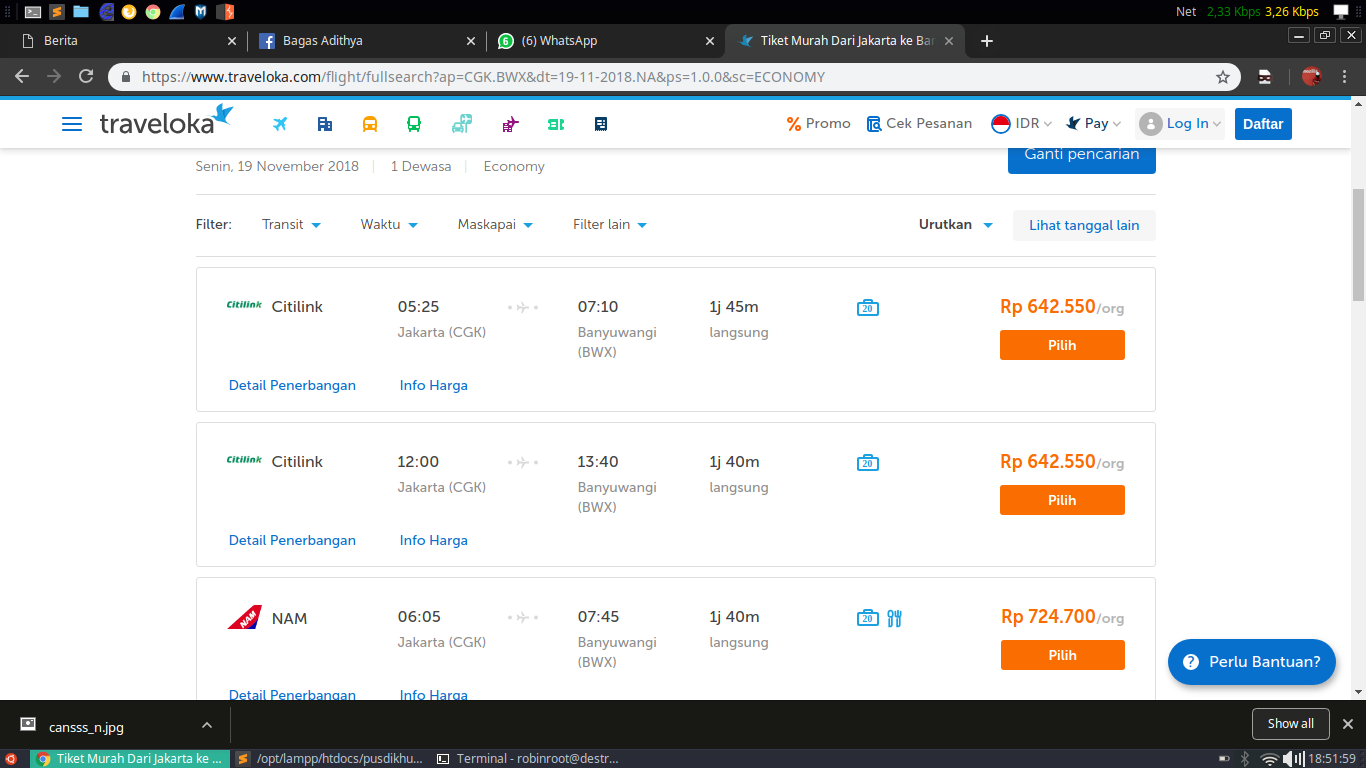 Net 2,33 Kbps 3,26 Kbps
Berita
Bagas Adithya
(6) WhatsApp
Tiket Murah Dari Jakarta ke Ban
https://www.traveloka.com/flight/fullsearch?ap=CGK.BWX&dt=19-11-2018.NA&ps=1.0.0&sc=ECONOMY
traveloka
Promo
Cek Pesanan
IDR
Pay
Log In
Daftar
Senin, 19 November 2018
1 Dewasa
Economy
Ganti pencarian
Filter:
Transit
Waktu
Maskapai
Filter lain
Urutkan
Lihat tanggal lain
Citilink Citilink 05:25 07:10 1j 45m 20 Rp 642.550/org
Jakarta (CGK) Banyuwangi langsung
(BWX)
Pilih
Detail Penerbangan Info Harga
Citilink Citilink 12:00 13:40 1j 40m 20 Rp 642.550/org
Jakarta (CGK) Banyuwangi langsung
(BWX)
Pilih
Detail Penerbangan Info Harga
NAM NAM 06:05 07:45 1j 40m 20 Rp 724.700/org
Jakarta (CGK) Banyuwangi langsung
(BWX)
Pilih
Detail Penerbangan Info Harga
Perlu Bantuan?
cansss_n.jpg
Show all
Tiket Murah Dari Jakarta ke ...
/opt/lampp/htdocs/pusdikhu...
Terminal - robinroot@destr...
18:51:59